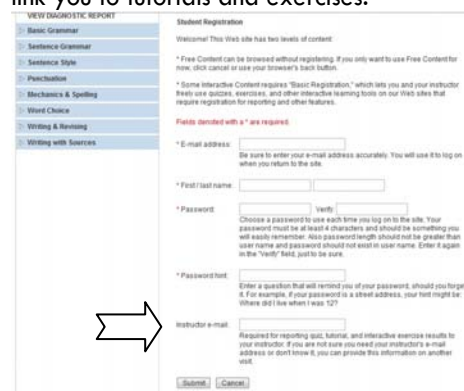 link you to tutorials and exercises.
VIEW DIAGNOSTIC REPORT
Basic Grammar
Sentence Grammar
Sentence Style
Punctuation
Mechanics & Spelling
Word Choice
Writing & Revising
Writing with Sources
Student Registration
Welcome! This Web site has two levels of content:
* Free Content can be browsed without registering. If you only want to use Free Content for
now, click cancel or use your browser's back button.
* Some Interactive Content requires "Basic Registration," which lets you and your instructor
freely use quizzes, exercises, and other interactive learning tools on our Web sites that
require registration for reporting and other features.
Fields denoted with a * are required.
* E-mail address:
Be sure to enter your e-mail address accurately. You will use it to log on
when you return to the site.
* First / last name:
* Password: Verify:
Choose a password to use each time you log on to the site. Your
password must be at least 4 characters and should be something you
will easily remember. Also password length should not be greater than
user name and password should not exist in user name. Enter it again
in the "Verify" field, just to be sure.
* Password hint:
Enter a question that will remind you of your password, should you forget
it. For example, if your password is a street address, your hint might be:
Where did I live when I was 12?
Instructor e-mail:
Required for reporting quiz, tutorial, and interactive exercise results to
your instructor. If you are not sure you need your instructor's e-mail
address or don't know it, you can provide this information on another
visit.
Submit Cancel